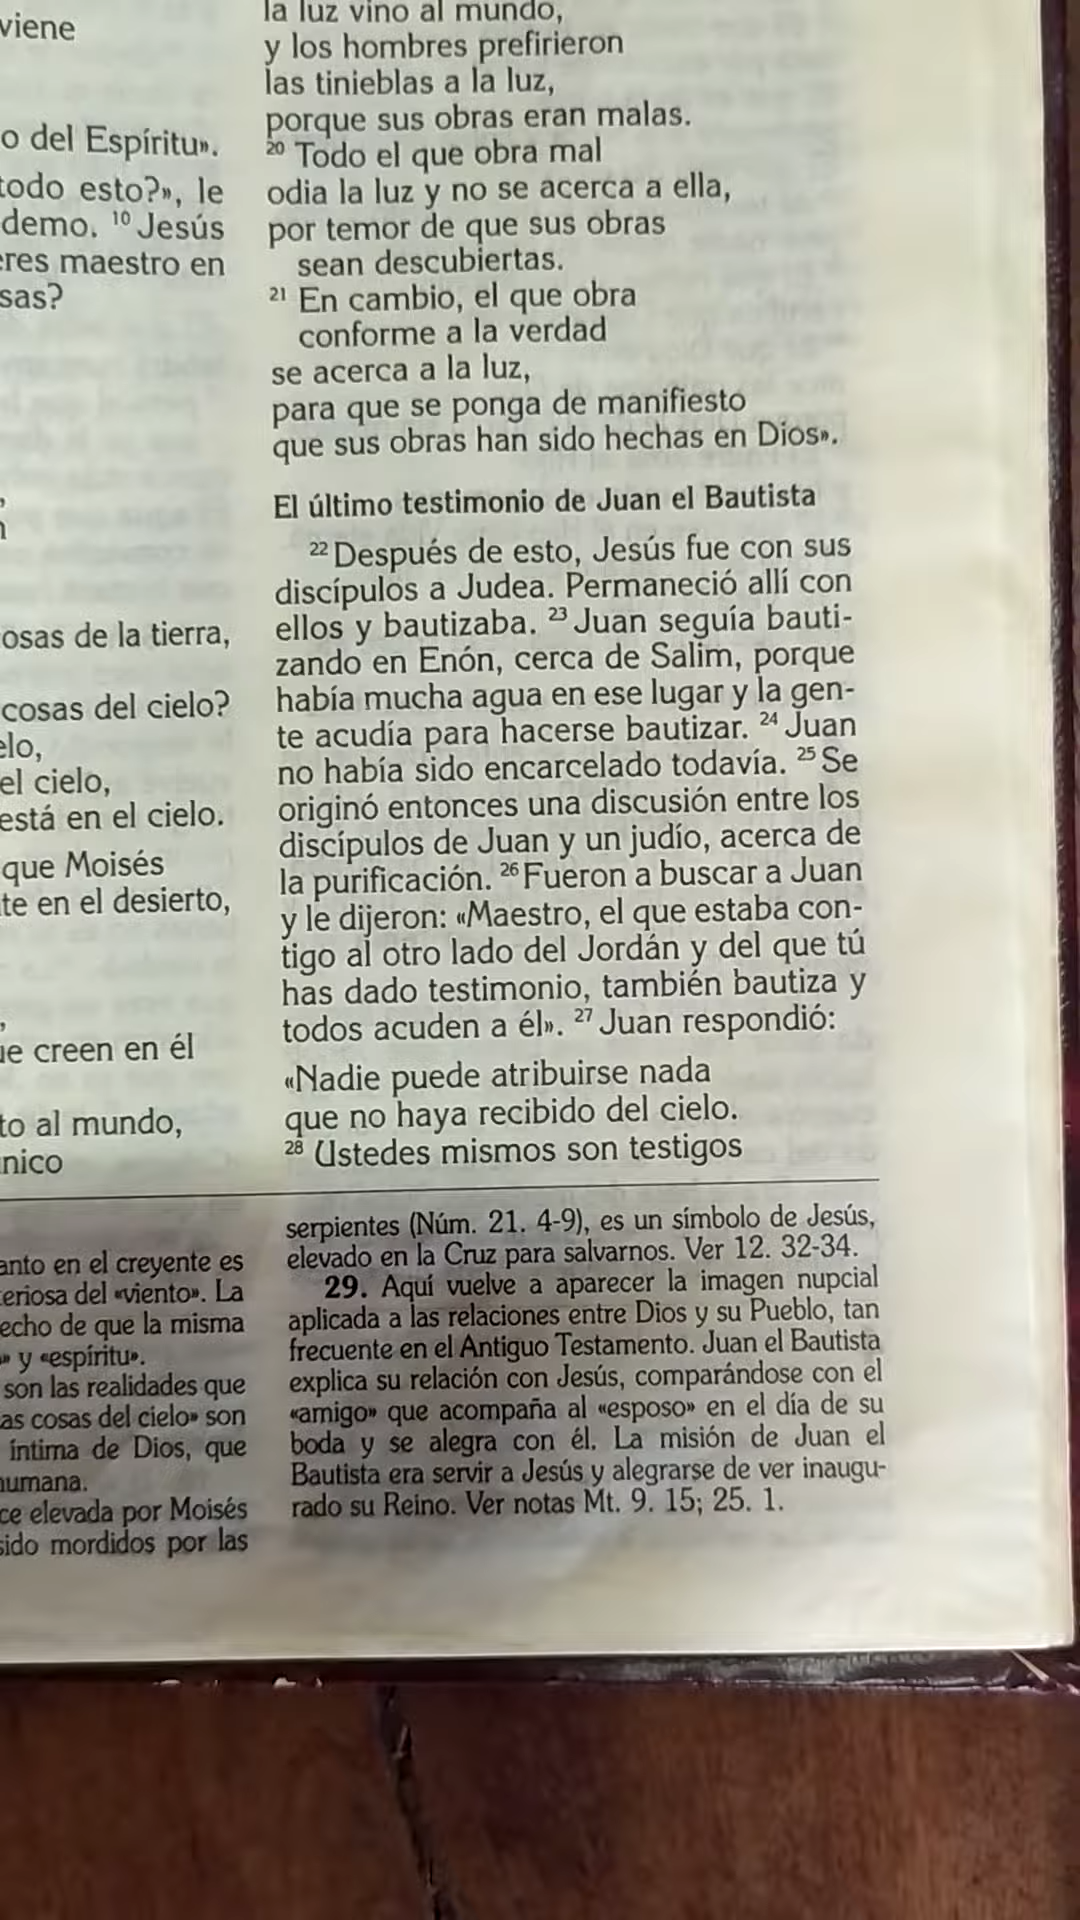 viene
o del Espíritu».
todo esto?», le
demo. ¹⁰ Jesús
eres maestro en
sas?
osas de la tierra,
cosas del cielo?
elo,
el cielo,
está en el cielo.
que Moisés
te en el desierto,
ue creen en él
to al mundo,
nico
la luz vino al mundo,
y los hombres prefirieron
las tinieblas a la luz,
porque sus obras eran malas.
²⁰ Todo el que obra mal
odia la luz y no se acerca a ella,
por temor de que sus obras
sean descubiertas.
²¹ En cambio, el que obra
conforme a la verdad
se acerca a la luz,
para que se ponga de manifiesto
que sus obras han sido hechas en Dios».
El último testimonio de Juan el Bautista
²² Después de esto, Jesús fue con sus
discípulos a Judea. Permaneció allí con
ellos y bautizaba. ²³ Juan seguía bauti-
zando en Enón, cerca de Salim, porque
había mucha agua en ese lugar y la gen-
te acudía para hacerse bautizar. ²⁴ Juan
no había sido encarcelado todavía. ²⁵ Se
originó entonces una discusión entre los
discípulos de Juan y un judío, acerca de
la purificación. ²⁶ Fueron a buscar a Juan
y le dijeron: «Maestro, el que estaba con-
tigo al otro lado del Jordán y del que tú
has dado testimonio, también bautiza y
todos acuden a él». ²⁷ Juan respondió:
«Nadie puede atribuirse nada
que no haya recibido del cielo.
²⁸ Ustedes mismos son testigos
anto en el creyente es
teriosa del «viento». La
echo de que la misma
» y «espíritu».
son las realidades que
as cosas del cielo» son
íntima de Dios, que
humana.
ce elevada por Moisés
sido mordidos por las
serpientes (Núm. 21. 4-9), es un símbolo de Jesús,
elevado en la Cruz para salvarnos. Ver 12. 32-34.
29. Aquí vuelve a aparecer la imagen nupcial
aplicada a las relaciones entre Dios y su Pueblo, tan
frecuente en el Antiguo Testamento. Juan el Bautista
explica su relación con Jesús, comparándose con el
«amigo» que acompaña al «esposo» en el día de su
boda y se alegra con él. La misión de Juan el
Bautista era servir a Jesús y alegrarse de ver inaugu-
rado su Reino. Ver notas Mt. 9. 15; 25. 1.